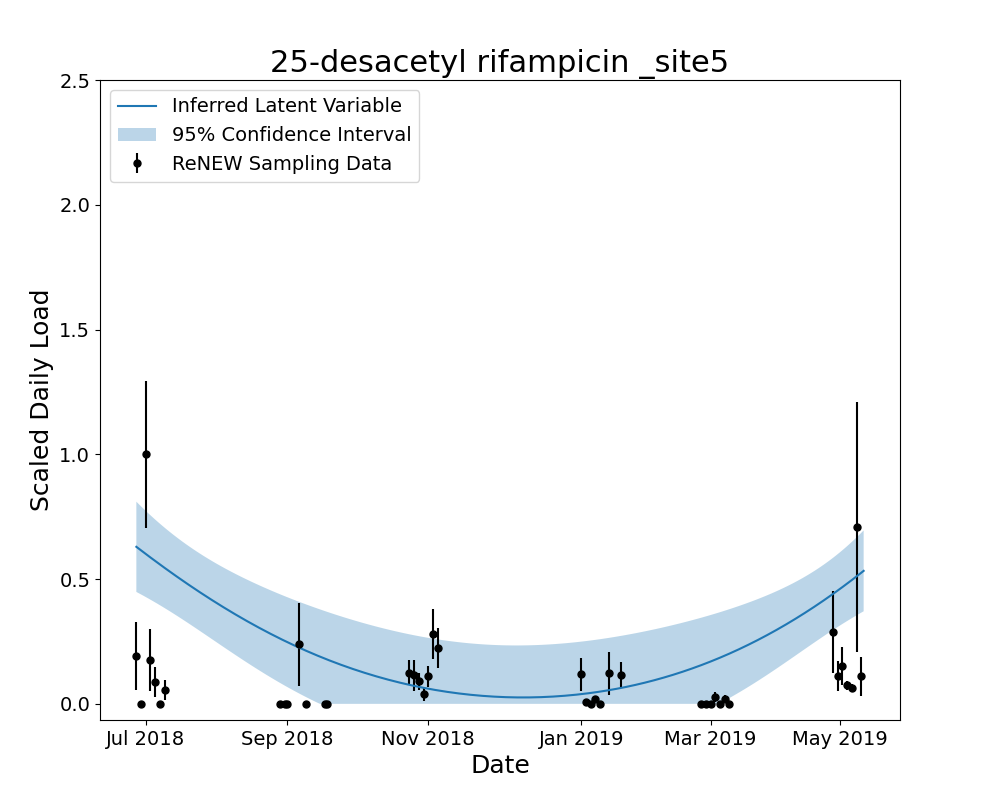 25-desacetyl rifampicin _site5
2.5
2.0
1.5
1.0
0.5
0.0
Scaled Daily Load
Inferred Latent Variable
95% Confidence Interval
ReNEW Sampling Data
Jul 2018 Sep 2018 Nov 2018 Jan 2019 Mar 2019 May 2019
Date